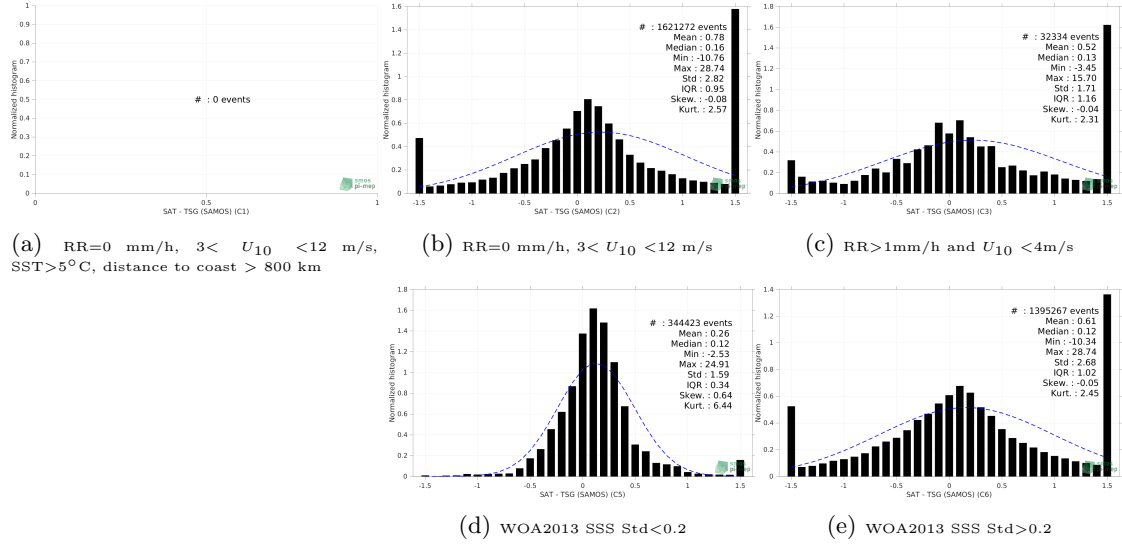 1
0.9
0.8
0.7
0.6
0.5
0.4
0.3
0.2
0.1
0
Normalized histogram
# : 0 events
smos
pi-mep
0 0.5 1
SAT - TSG (SAMOS) (C1)
(a) RR=0 mm/h, 3< U10 <12 m/s,
SST>5°C, distance to coast > 800 km
1.6
1.4
1.2
1
0.8
0.6
0.4
0.2
0
Normalized histogram
# : 1621272 events
Mean : 0.78
Median : 0.16
Min : -10.76
Max : 28.74
Std : 2.82
IQR : 0.95
Skew. : -0.08
Kurt. : 2.57
smos
pi-mep
-1.5 -1 -0.5 0 0.5 1 1.5
SAT - TSG (SAMOS) (C2)
(b) RR=0 mm/h, 3< U10 <12 m/s
1.8
1.6
1.4
1.2
1
0.8
0.6
0.4
0.2
0
Normalized histogram
# : 32334 events
Mean : 0.52
Median : 0.13
Min : -3.45
Max : 15.70
Std : 1.71
IQR : 1.16
Skew. : -0.04
Kurt. : 2.31
smos
pi-mep
-1.5 -1 -0.5 0 0.5 1 1.5
SAT - TSG (SAMOS) (C3)
(c) RR>1mm/h and U10 <4m/s
1.8
1.6
1.4
1.2
1
0.8
0.6
0.4
0.2
0
Normalized histogram
# : 344423 events
Mean : 0.26
Median : 0.12
Min : -2.53
Max : 24.91
Std : 1.59
IQR : 0.34
Skew. : 0.64
Kurt. : 6.44
smos
pi-mep
-1.5 -1 -0.5 0 0.5 1 1.5
SAT - TSG (SAMOS) (C5)
(d) WOA2013 SSS Std<0.2
1.4
1.2
1
0.8
0.6
0.4
0.2
0
Normalized histogram
# : 1395267 events
Mean : 0.61
Median : 0.12
Min : -10.34
Max : 28.74
Std : 2.68
IQR : 1.02
Skew. : -0.05
Kurt. : 2.45
smos
pi-mep
-1.5 -1 -0.5 0 0.5 1 1.5
SAT - TSG (SAMOS) (C6)
(e) WOA2013 SSS Std>0.2